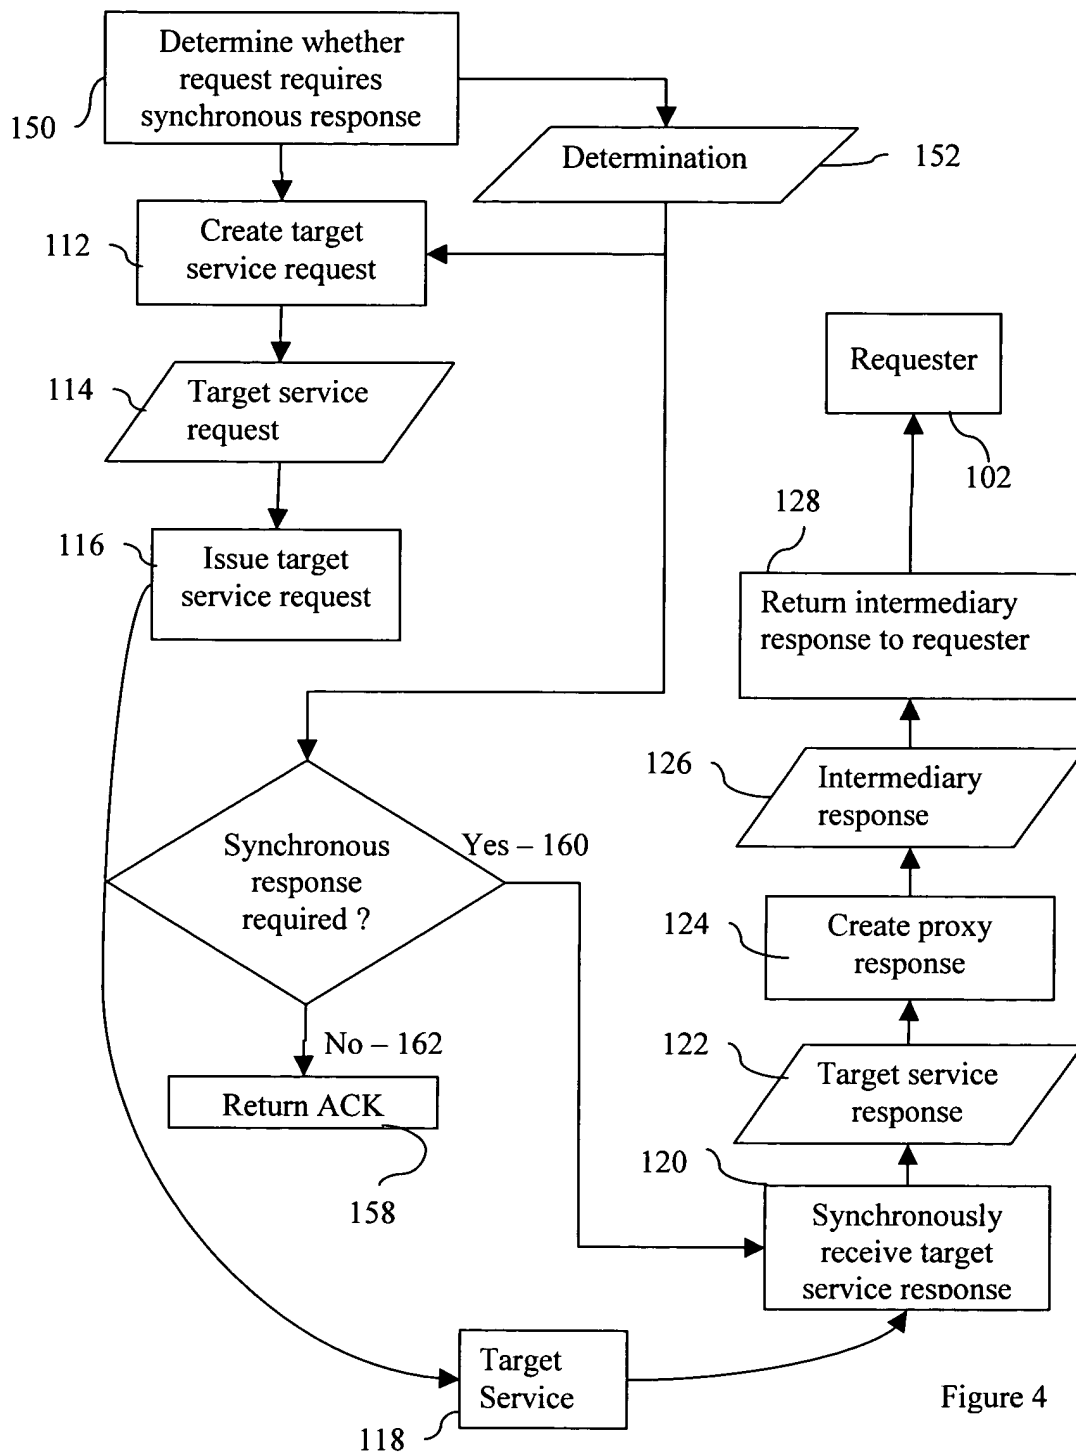 Determine whether
request requires
synchronous response
150
Determination
152
Create target
service request
112
Target service
request
114
Requester
102
Issue target
service request
116
128
Return intermediary
response to requester
Intermediary
response
126
Synchronous
response
required ?
Yes – 160
Create proxy
response
124
No – 162
Target service
response
122
Return ACK
158
120
Synchronously
receive target
service response
Target
Service
118
Figure 4